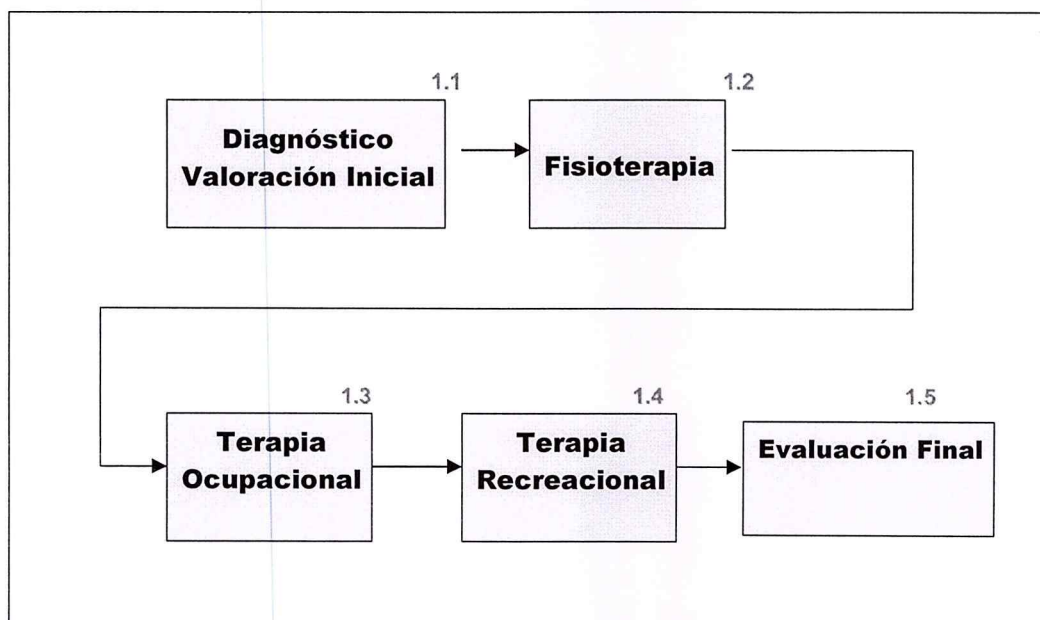 1.1
Diagnóstico
Valoración Inicial
1.2
Fisioterapia
1.3
Terapia
Ocupacional
1.4
Terapia
Recreacional
1.5
Evaluación Final